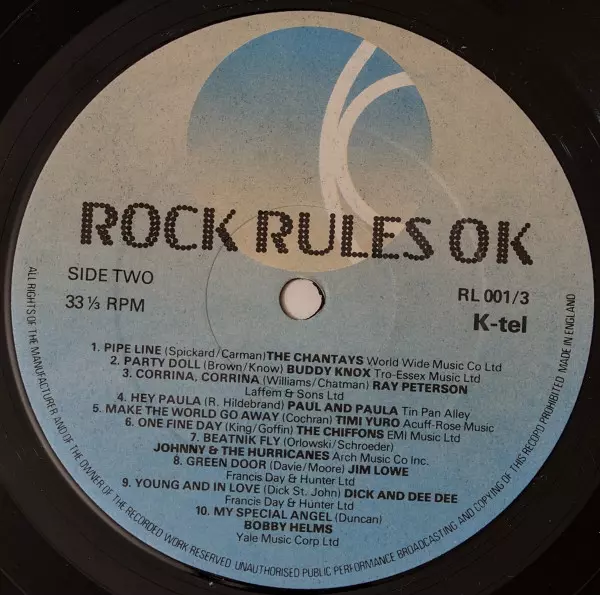 ROCK RULES OK
SIDE TWO
33⅓ RPM
RL 001/3
K-tel
1. PIPE LINE (Spickard/Carman) THE CHANTAYS World Wide Music Co Ltd
2. PARTY DOLL (Brown/Know) BUDDY KNOX Tro-Essex Music Ltd
3. CORRINA, CORRINA (Williams/Chatman) RAY PETERSON
Laffem & Sons Ltd
4. HEY PAULA (R. Hildebrand) PAUL AND PAULA Tin Pan Alley
5. MAKE THE WORLD GO AWAY (Cochran) TIMI YURO Acuff-Rose Music
6. ONE FINE DAY (King/Goffin) THE CHIFFONS EMI Music Ltd
7. BEATNIK FLY (Orlowski/Schroeder)
JOHNNY & THE HURRICANES Arch Music Co Inc.
8. GREEN DOOR (Davie/Moore) JIM LOWE
Francis Day & Hunter Ltd
9. YOUNG AND IN LOVE (Dick St. John) DICK AND DEE DEE
Francis Day & Hunter Ltd
10. MY SPECIAL ANGEL (Duncan)
BOBBY HELMS
Yale Music Corp Ltd
ALL RIGHTS OF THE MANUFACTURER AND OF THE OWNER OF THE RECORDED WORK RESERVED. UNAUTHORISED PUBLIC PERFORMANCE BROADCASTING AND COPYING OF THIS RECORD PROHIBITED. MADE IN ENGLAND